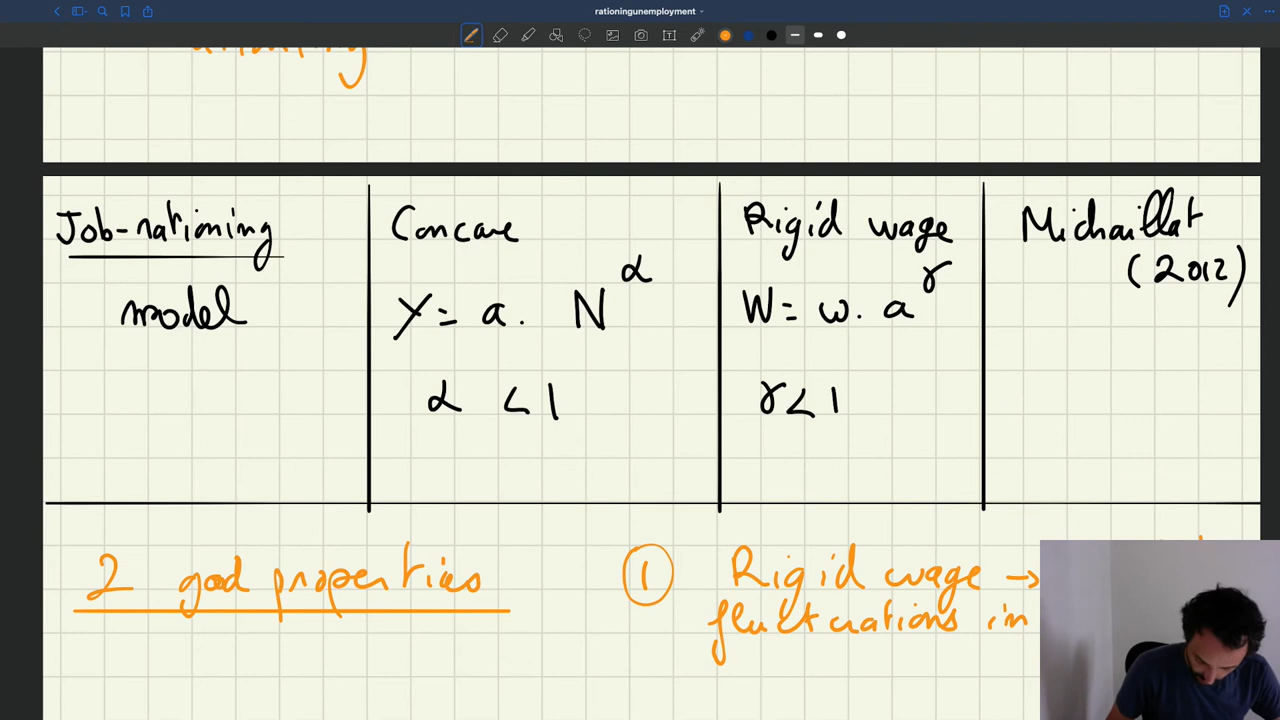 rationingunemployment
Job-rationing
model
Concave
Y = a. N^α
α < 1
Rigid wage
W = ω. a^γ
γ < 1
Michaillat
(2012)
2 good properties
① Rigid wage →
fluctuations in